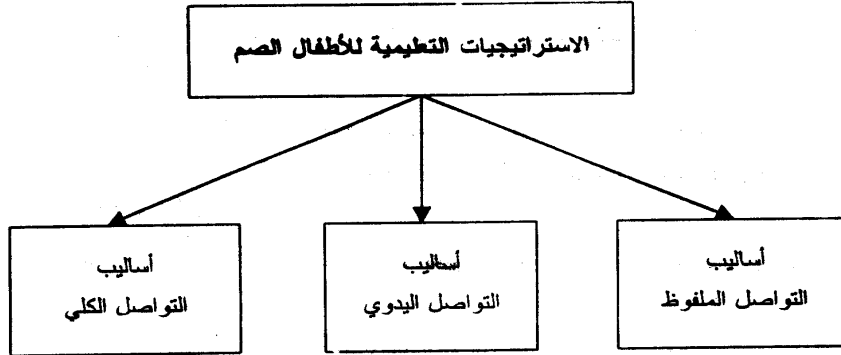 الاستراتيجيات التعليمية للأطفال الصم
أساليب
التواصل الملفوظ
أساليب
التواصل اليدوي
أساليب
التواصل الكلي